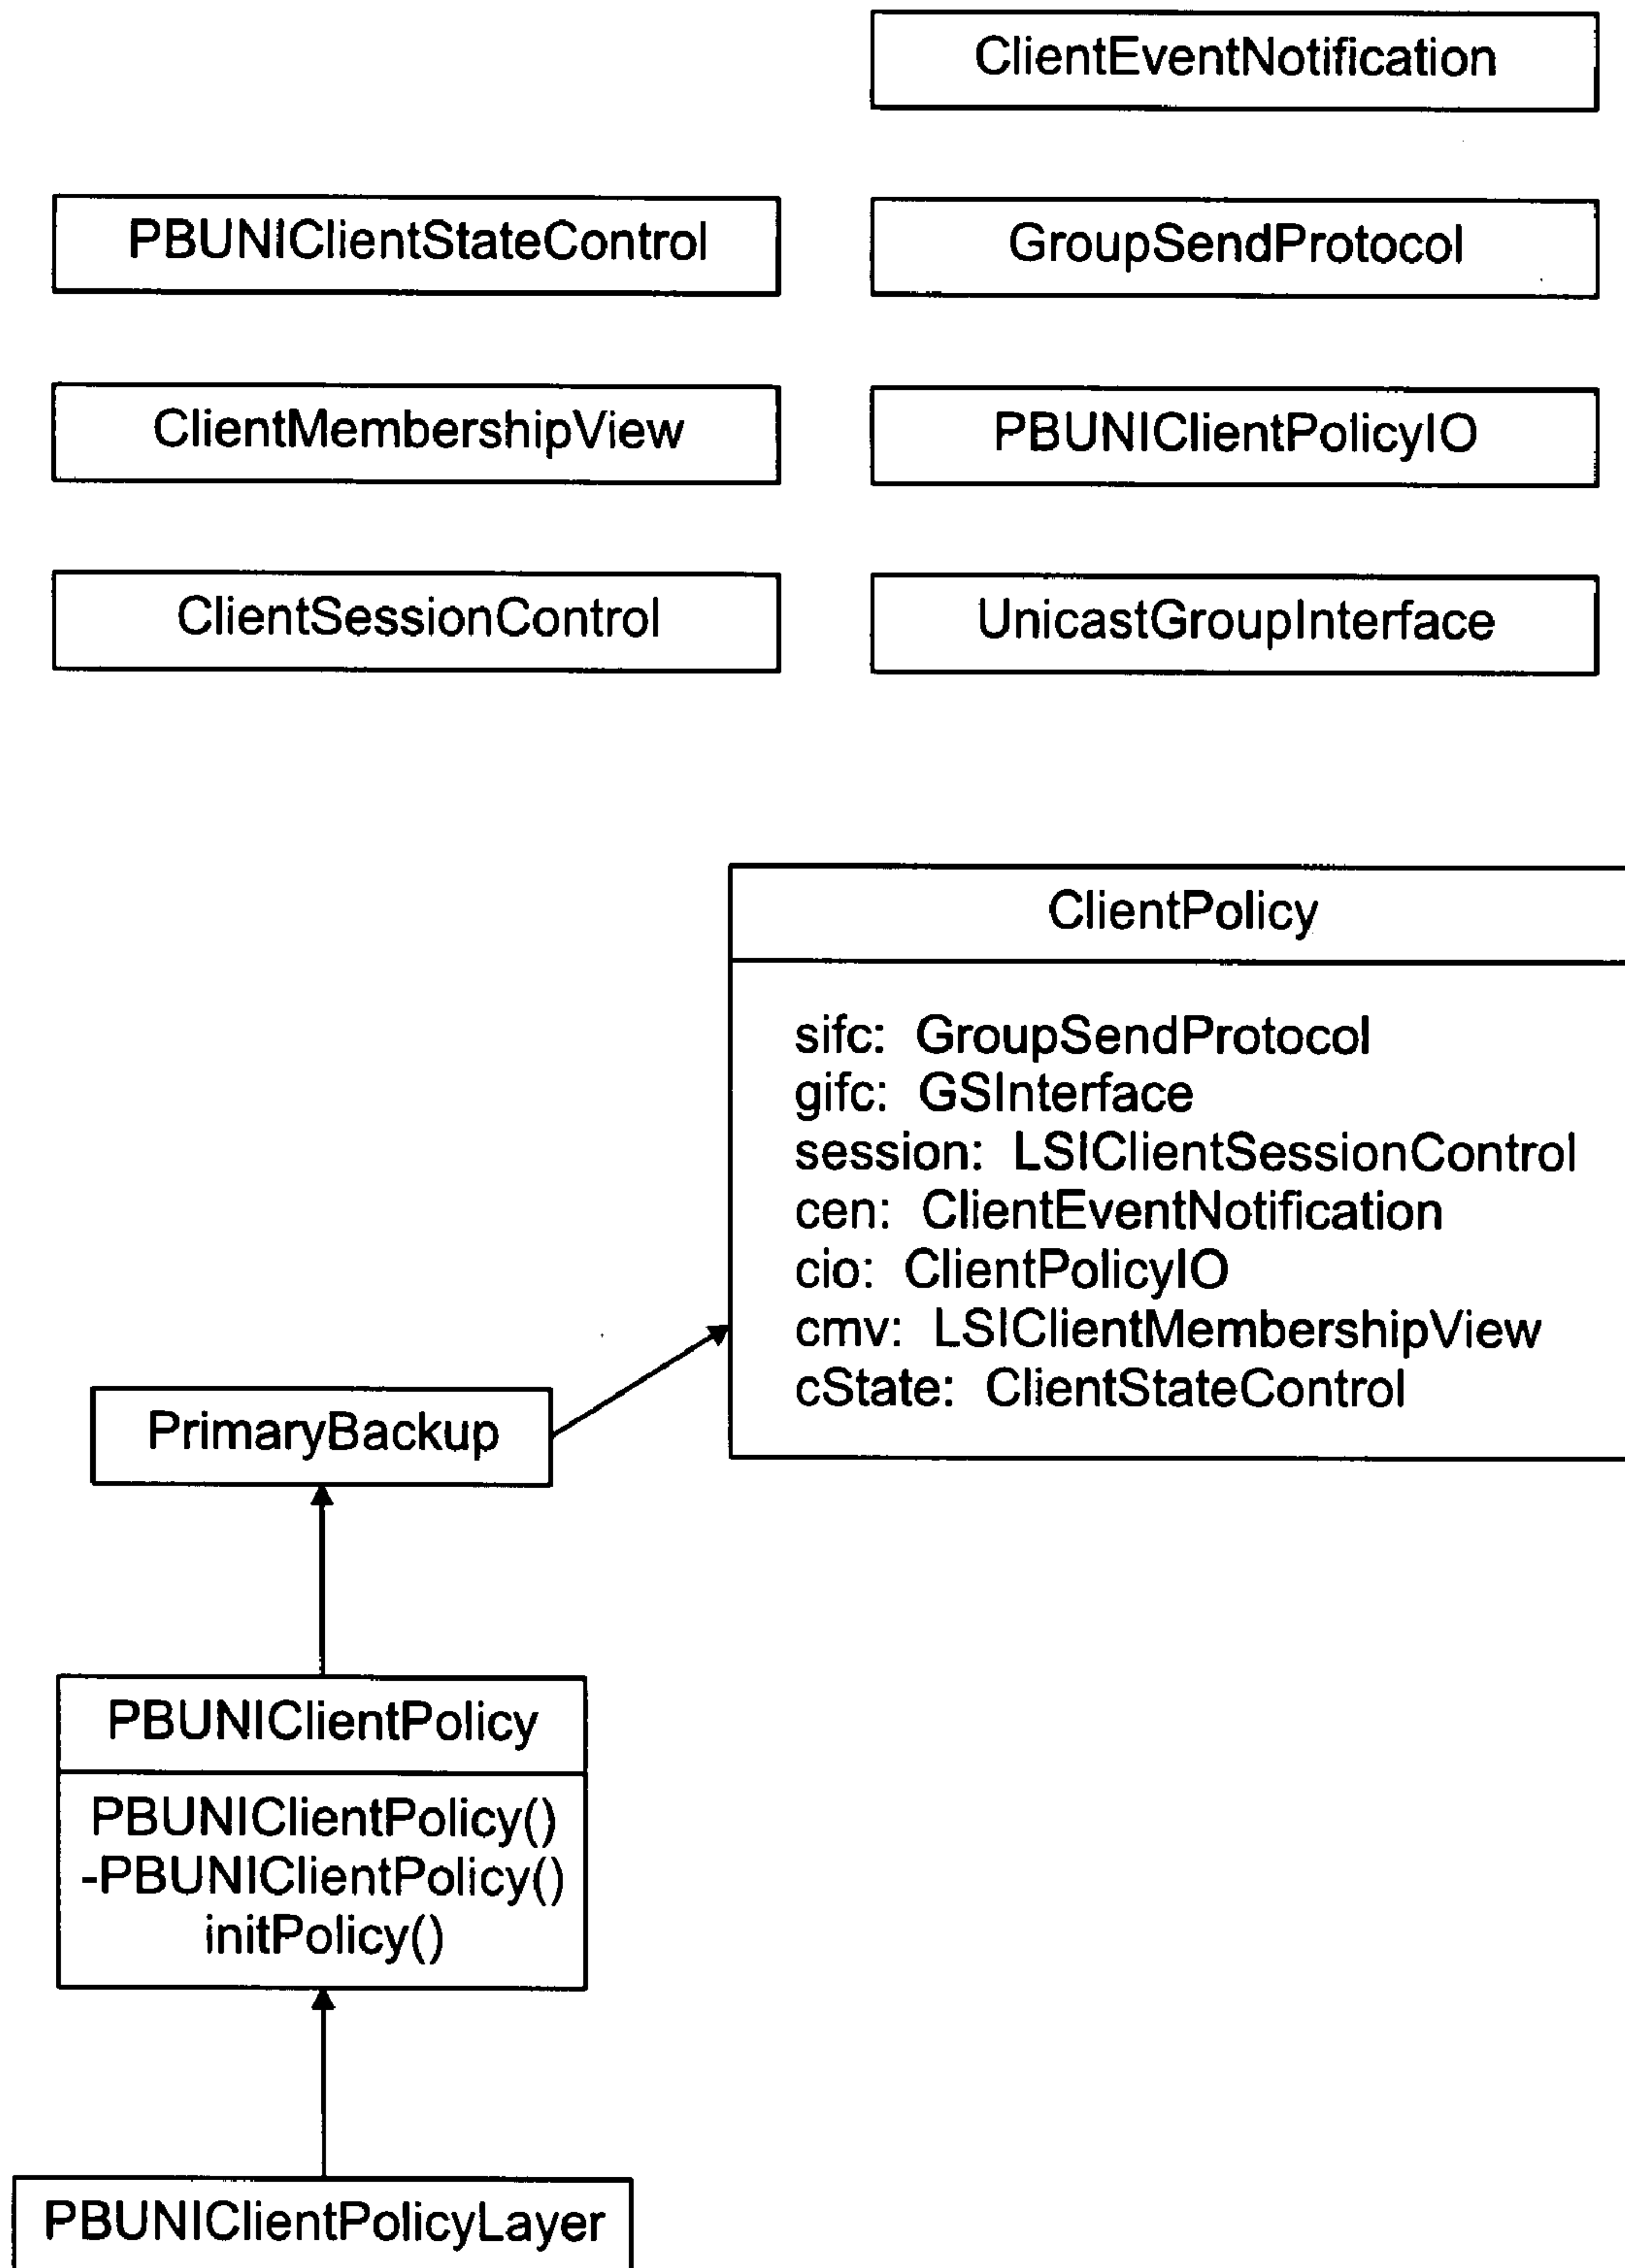 ClientEventNotification
PBUNIClientStateControl
GroupSendProtocol
ClientMembershipView
PBUNIClientPolicyIO
ClientSessionControl
UnicastGroupInterface
ClientPolicy
sifc: GroupSendProtocol
gifc: GSInterface
session: LSIClientSessionControl
cen: ClientEventNotification
cio: ClientPolicyIO
cmv: LSIClientMembershipView
cState: ClientStateControl
PrimaryBackup
PBUNIClientPolicy
PBUNIClientPolicy()
-PBUNIClientPolicy()
initPolicy()
PBUNIClientPolicyLayer